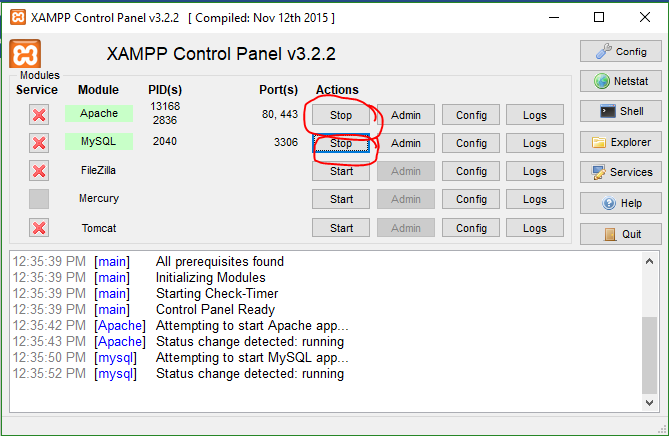 XAMPP Control Panel v3.2.2 [ Compiled: Nov 12th 2015 ]
XAMPP Control Panel v3.2.2
Config
Modules
Service Module PID(s) Port(s) Actions
Netstat
Apache 13168 2836 80, 443 Stop Admin Config Logs
Shell
MySQL 2040 3306 Stop Admin Config Logs
Explorer
FileZilla Start Admin Config Logs
Services
Mercury Start Admin Config Logs
Help
Tomcat Start Admin Config Logs
Quit
12:35:39 PM [main] All prerequisites found
12:35:39 PM [main] Initializing Modules
12:35:39 PM [main] Starting Check-Timer
12:35:39 PM [main] Control Panel Ready
12:35:42 PM [Apache] Attempting to start Apache app...
12:35:43 PM [Apache] Status change detected: running
12:35:50 PM [mysql] Attempting to start MySQL app...
12:35:52 PM [mysql] Status change detected: running